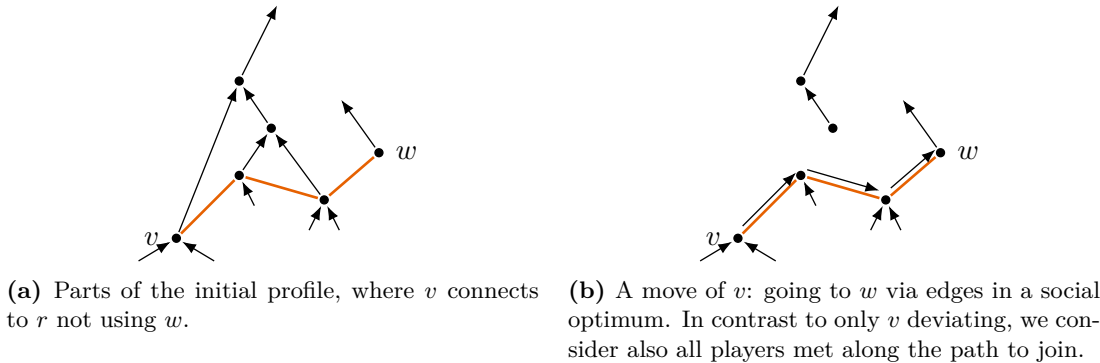 w
w
v
v
(a) Parts of the initial profile, where v connects
to r not using w.
(b) A move of v: going to w via edges in a social
optimum. In contrast to only v deviating, we con-
sider also all players met along the path to join.